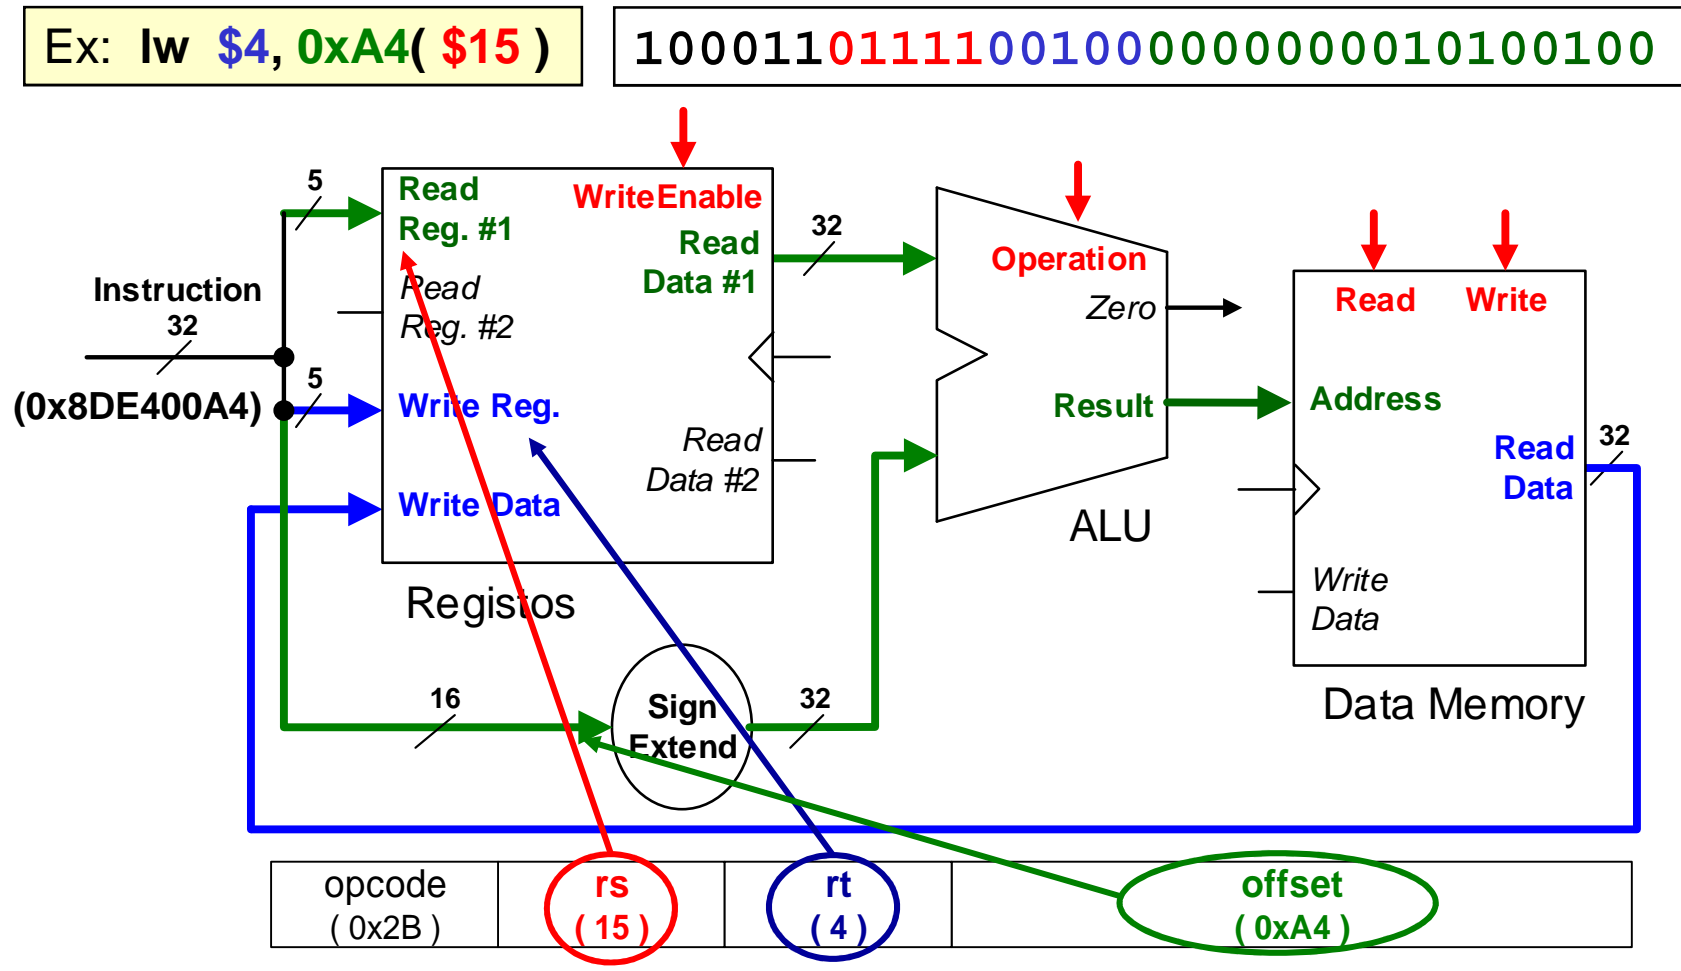 Ex: lw $4, 0xA4( $15 )
10001101111001000000000010100100
5
Read
Reg. #1
WriteEnable
Read
Data #1
32
Operation
Zero
Read
Write
Instruction
32
Read
Reg. #2
(0x8DE400A4)
5
Write Reg.
Result
Address
Read
Data #2
Read
Data
32
Write Data
ALU
Write
Data
Registos
Data Memory
16
Sign
Extend
32
opcode
( 0x2B )
rs
( 15 )
rt
( 4 )
offset
( 0xA4 )